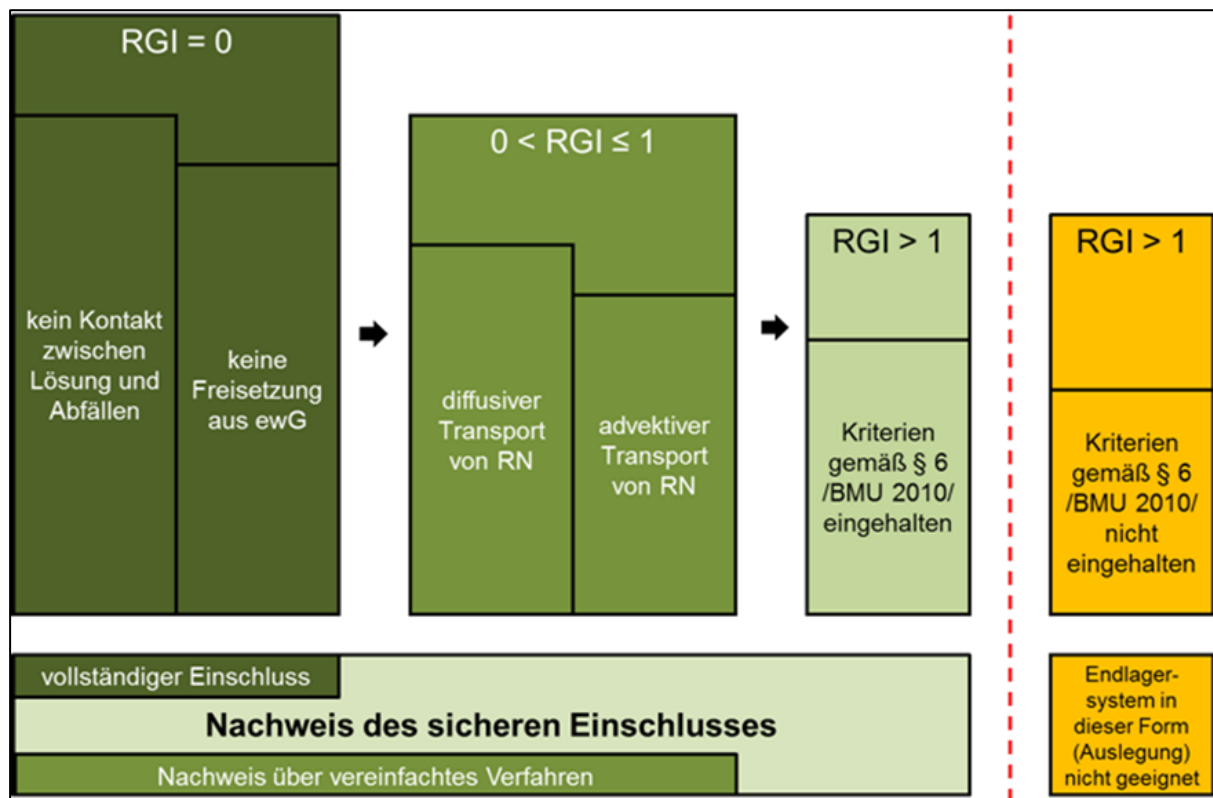 RGI = 0
kein Kontakt
zwischen
Lösung und
Abfällen
keine
Freisetzung
aus ewG
0 < RGI ≤ 1
diffusiver
Transport
von RN
advektiver
Transport
von RN
RGI > 1
Kriterien
gemäß § 6
/BMU 2010/
eingehalten
RGI > 1
Kriterien
gemäß § 6
/BMU 2010/
nicht
eingehalten
vollständiger Einschluss
Nachweis des sicheren Einschlusses
Nachweis über vereinfachtes Verfahren
Endlager-
system in
dieser Form
(Auslegung)
nicht geeignet